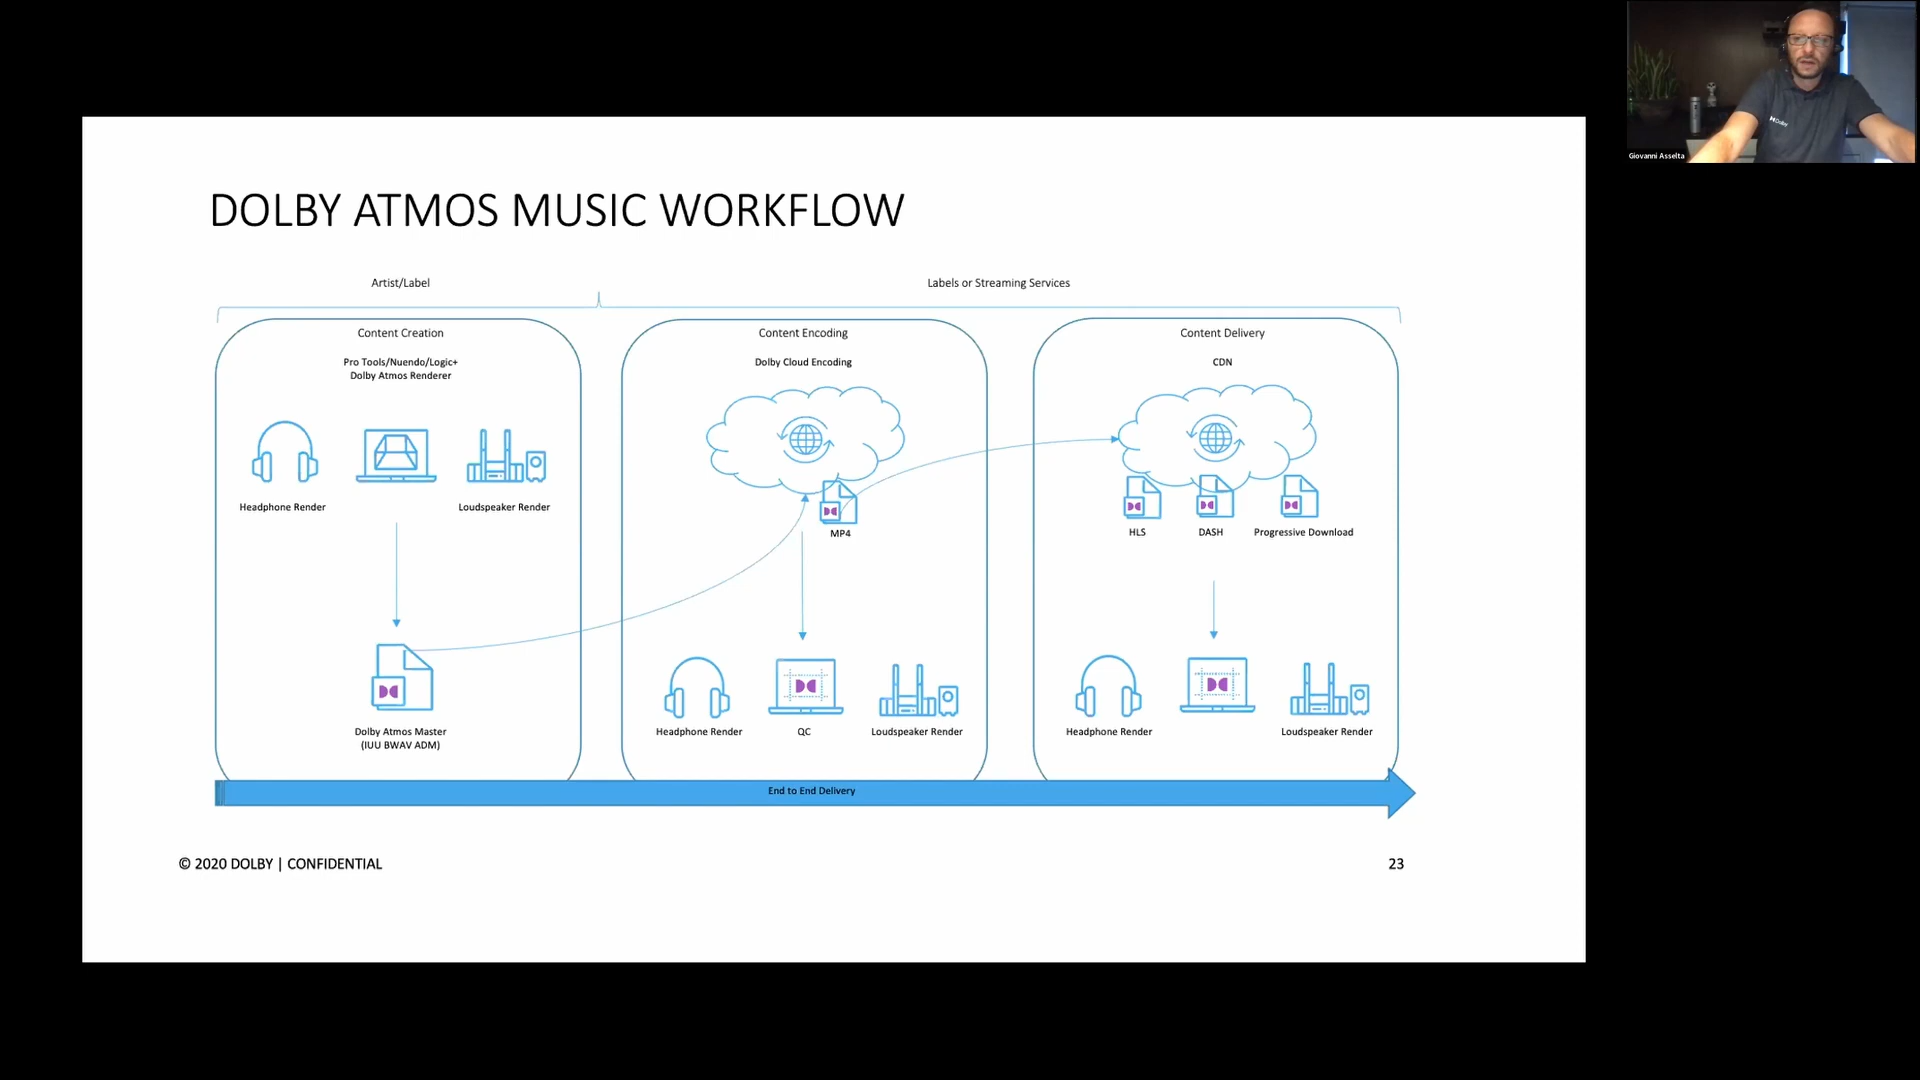 Giovanni Asselta
Dolby
DOLBY ATMOS MUSIC WORKFLOW
Artist/Label
Labels or Streaming Services
Content Creation
Pro Tools/Nuendo/Logic+
Dolby Atmos Renderer
Headphone Render
Loudspeaker Render
Dolby Atmos Master
(IUU BWAV ADM)
Content Encoding
Dolby Cloud Encoding
MP4
Headphone Render
QC
Loudspeaker Render
Content Delivery
CDN
HLS
DASH
Progressive Download
Headphone Render
Loudspeaker Render
End to End Delivery
© 2020 DOLBY | CONFIDENTIAL
23